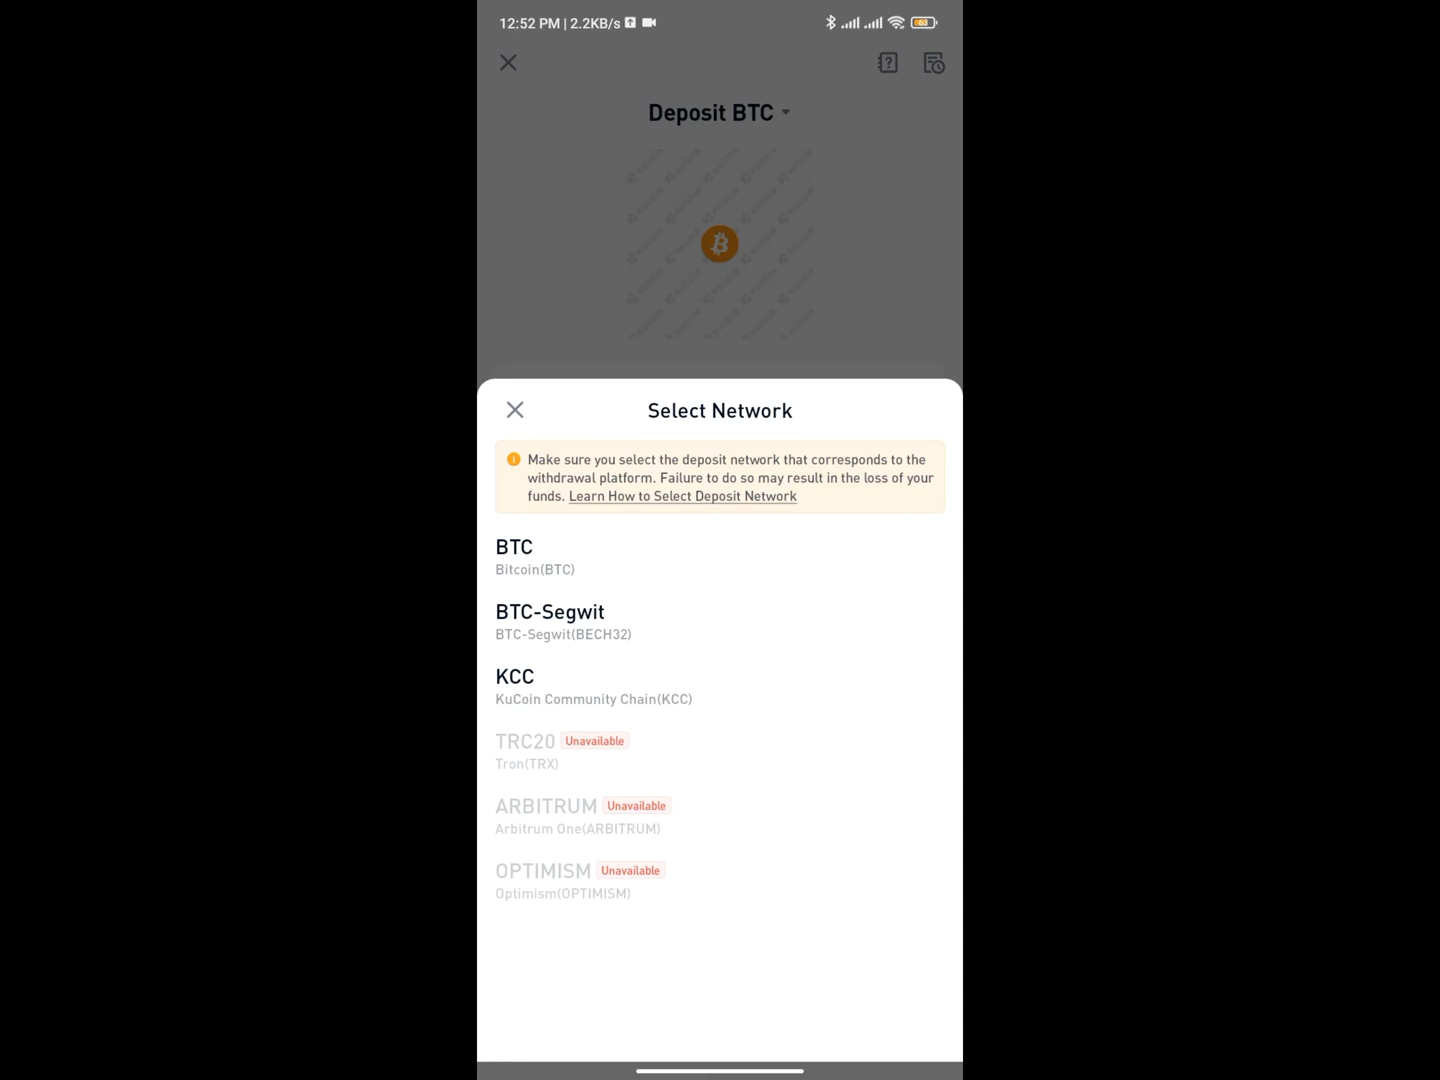 12:52 PM | 2.2KB/s
63
Deposit BTC
Select Network
Make sure you select the deposit network that corresponds to the
withdrawal platform. Failure to do so may result in the loss of your
funds. Learn How to Select Deposit Network
BTC
Bitcoin(BTC)
BTC-Segwit
BTC-Segwit(BECH32)
KCC
KuCoin Community Chain(KCC)
TRC20 Unavailable
Tron(TRX)
ARBITRUM Unavailable
Arbitrum One(ARBITRUM)
OPTIMISM Unavailable
Optimism(OPTIMISM)